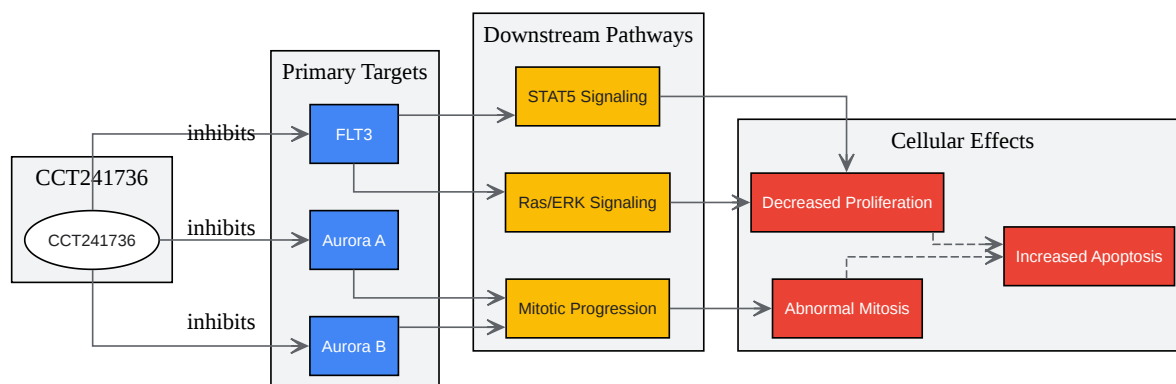 CCT241736
CCT241736
inhibits
inhibits
inhibits
Primary Targets
FLT3
Aurora A
Aurora B
Downstream Pathways
STAT5 Signaling
Ras/ERK Signaling
Mitotic Progression
Cellular Effects
Decreased Proliferation
Abnormal Mitosis
Increased Apoptosis